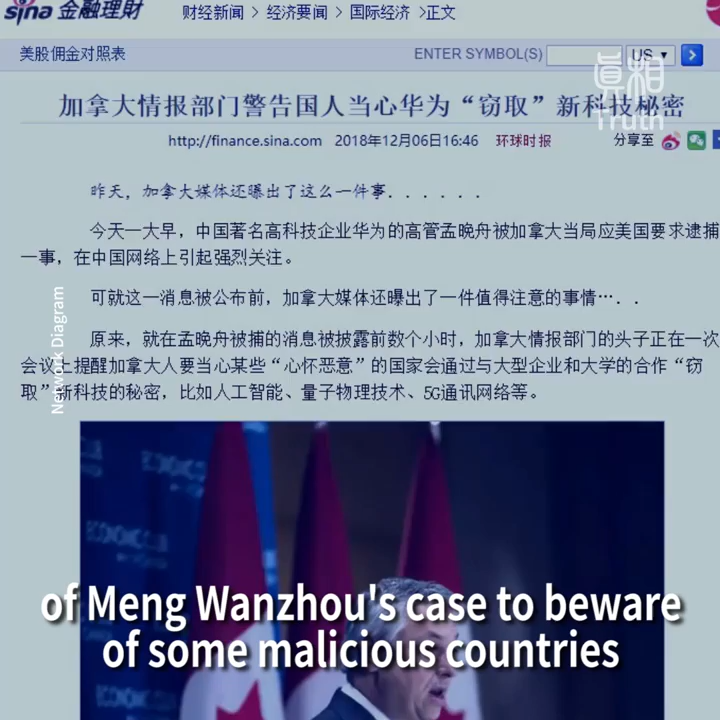 sina 金融理财
财经新闻 > 经济要闻 > 国际经济 >正文
美股佣金对照表 ENTER SYMBOL(S) US
真相
Truth
加拿大情报部门警告国人当心华为“窃取”新科技秘密
http://finance.sina.com 2018年12月06日16:46 环球时报 分享至
昨天，加拿大媒体还曝出了这么一件事......
今天一大早，中国著名高科技企业华为的高管孟晚舟被加拿大当局应美国要求逮捕
一事，在中国网络上引起强烈关注。
可就这一消息被公布前，加拿大媒体还曝出了一件值得注意的事情…..
原来，就在孟晚舟被捕的消息被披露前数个小时，加拿大情报部门的头子正在一次
会议上提醒加拿大人要当心某些“心怀恶意”的国家会通过与大型企业和大学的合作“窃
取”新科技的秘密，比如人工智能、量子物理技术、5G通讯网络等。
Network Diagram
of Meng Wanzhou's case to beware
of some malicious countries